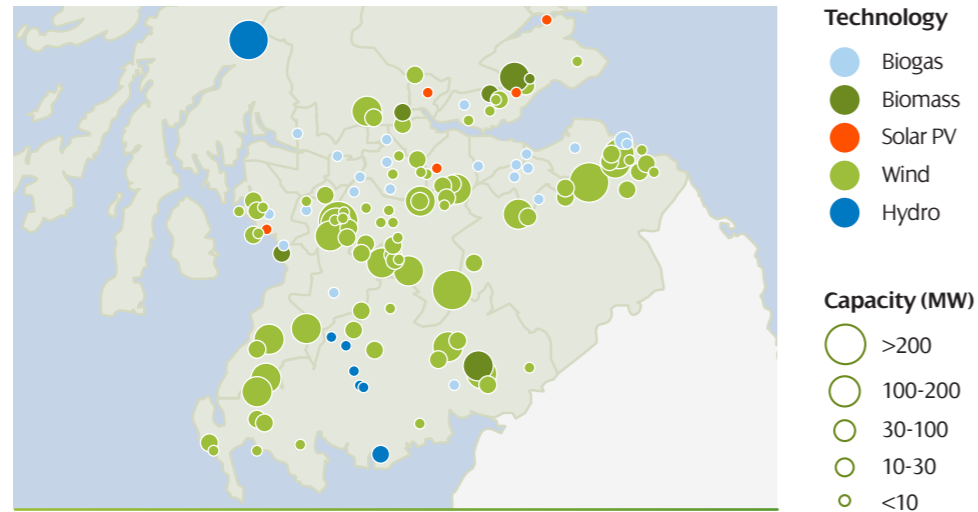 Technology
Biogas
Biomass
Solar PV
Wind
Hydro
Capacity (MW)
>200
100-200
30-100
10-30
<10